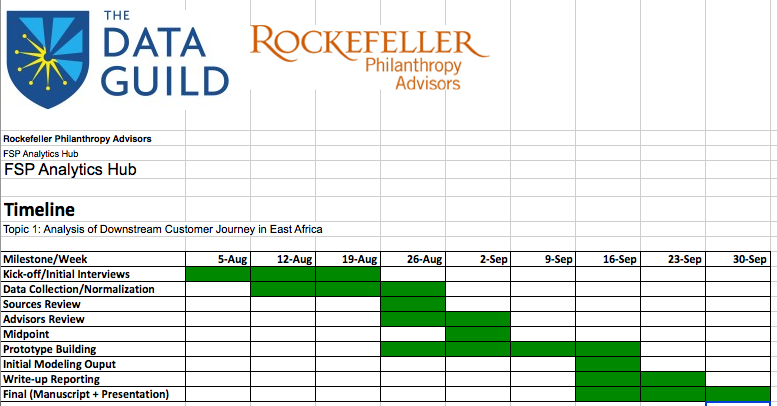 THE
DATA
GUILD
ROCKEFELLER
Philanthropy
Advisors
Rockefeller Philanthropy Advisors
FSP Analytics Hub
FSP Analytics Hub
Timeline
Topic 1: Analysis of Downstream Customer Journey in East Africa
Milestone/Week 5-Aug 12-Aug 19-Aug 26-Aug 2-Sep 9-Sep 16-Sep 23-Sep 30-Sep
Kick-off/Initial Interviews
Data Collection/Normalization
Sources Review
Advisors Review
Midpoint
Prototype Building
Initial Modeling Ouput
Write-up Reporting
Final (Manuscript + Presentation)